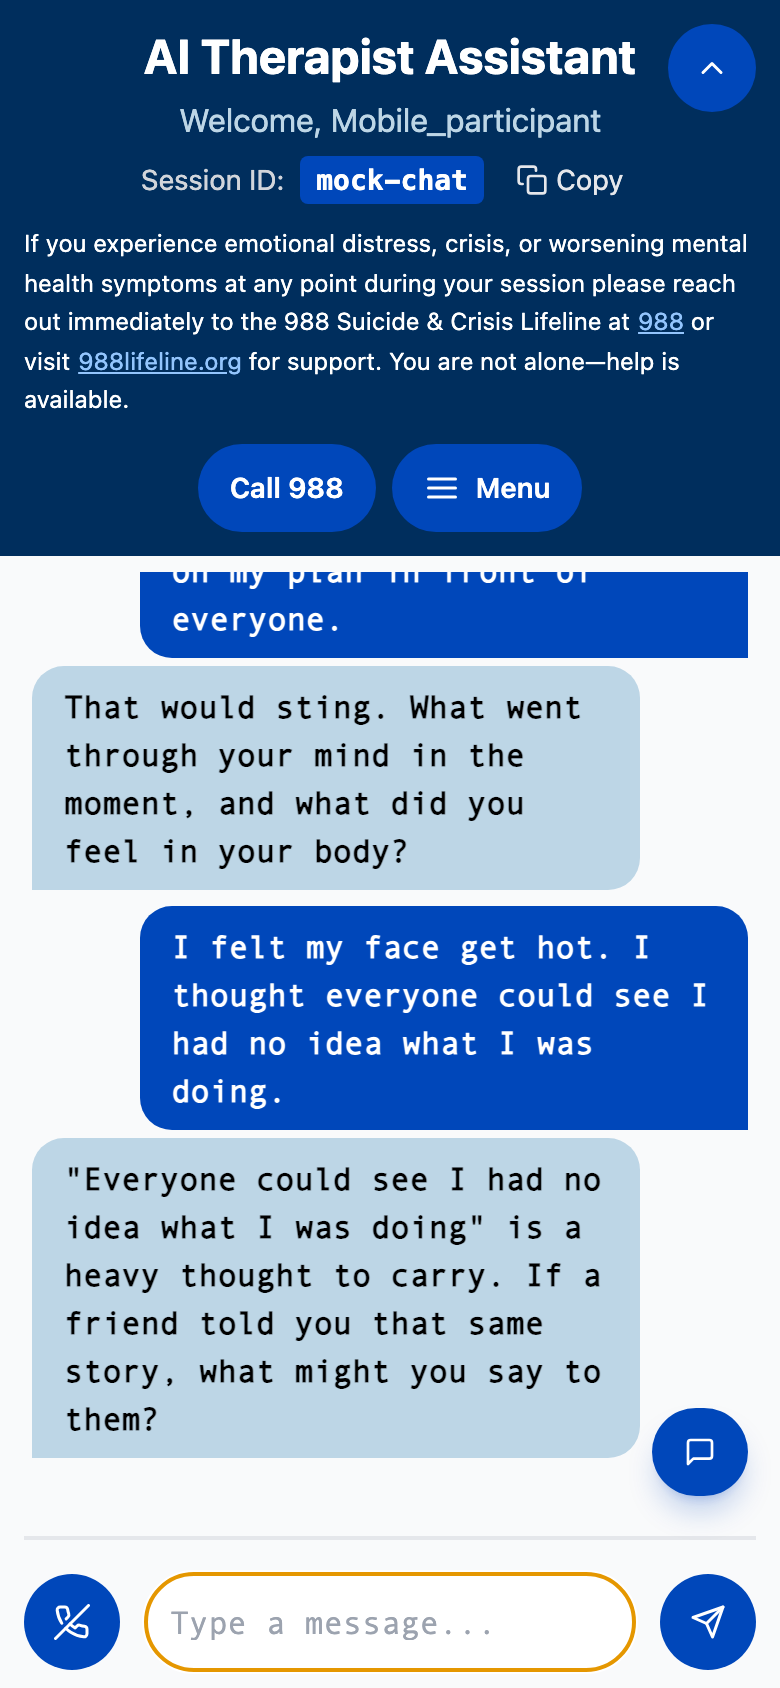 AI Therapist Assistant
Welcome, Mobile_participant
Session ID: mock-chat Copy
If you experience emotional distress, crisis, or worsening mental
health symptoms at any point during your session please reach
out immediately to the 988 Suicide & Crisis Lifeline at 988 or
visit 988lifeline.org for support. You are not alone—help is
available.
Call 988 Menu
on my plan in front of
everyone.
That would sting. What went
through your mind in the
moment, and what did you
feel in your body?
I felt my face get hot. I
thought everyone could see I
had no idea what I was
doing.
"Everyone could see I had no
idea what I was doing" is a
heavy thought to carry. If a
friend told you that same
story, what might you say to
them?
Type a message...